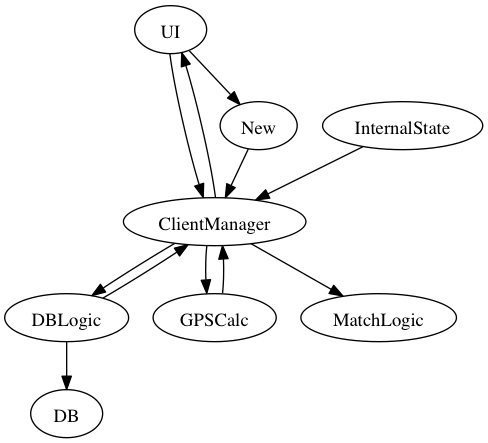 UI
New
InternalState
ClientManager
DBLogic
GPSCalc
MatchLogic
DB